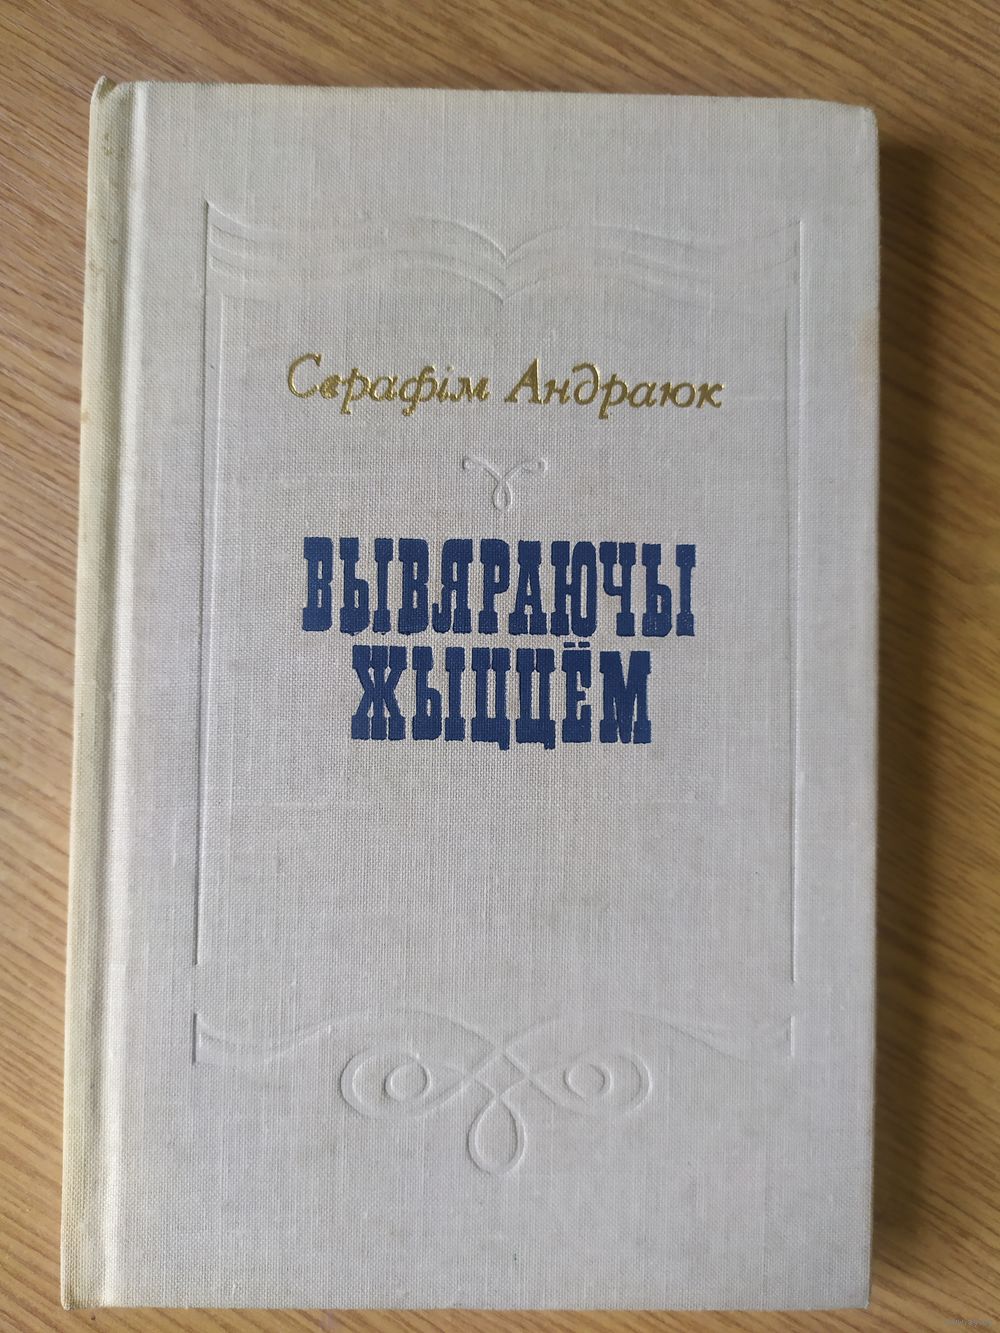 Серафім Андраюк
ВЫВЯРАЮЧЫ
ЖЫЦЦЁМ